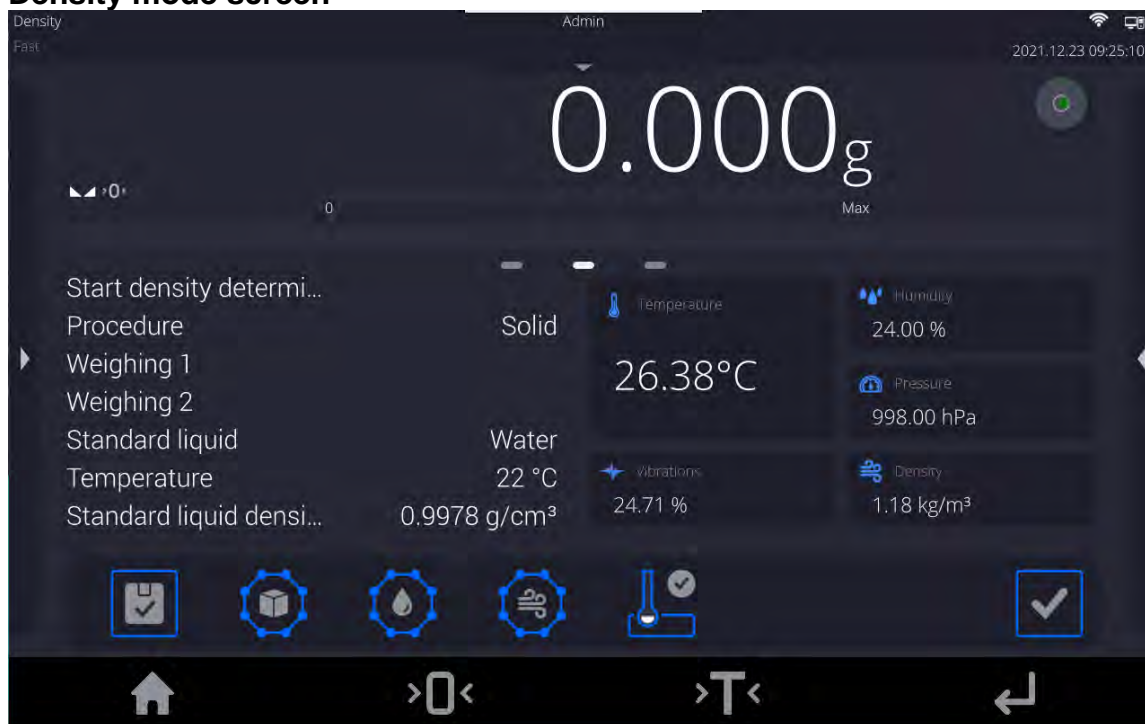 Density mode screen
Density
Admin
Fast
2021.12.23 09:25:10
0.000g
>0<
0
Max
Start density determi...
Procedure Solid
Weighing 1
Weighing 2
Standard liquid Water
Temperature 22 °C
Standard liquid densi... 0.9978 g/cm³
Temperature
26.38°C
Humidity
24.00 %
Pressure
998.00 hPa
Vibrations
24.71 %
Density
1.18 kg/m³
>0<
>T<